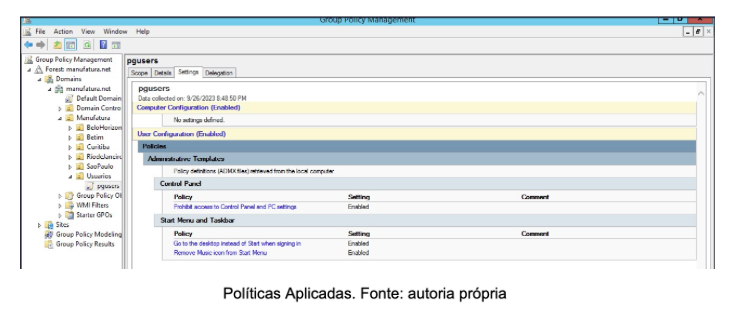 Group Policy Management
File Action View Window Help
Group Policy Management
Forest: manufatura.net
Domains
manufatura.net
Default Domain
Domain Contro
Manufatura
BeloHorizon
Betim
Curitiba
RiodeJaneiro
SaoPaulo
Usuarios
pgusers
Group Policy Ob
WMI Filters
Starter GPOs
Sites
Group Policy Modeling
Group Policy Results
pgusers
Scope Details Settings Delegation
pgusers
Data collected on: 9/26/2023 8:48:50 PM
Computer Configuration (Enabled)
No settings defined.
User Configuration (Enabled)
Policies
Administrative Templates
Policy definitions (ADMX files) retrieved from the local computer.
Control Panel
Policy Setting Comment
Prohibit access to Control Panel and PC settings Enabled
Start Menu and Taskbar
Policy Setting Comment
Go to the desktop instead of Start when signing in Enabled
Remove Music icon from Start Menu Enabled
Políticas Aplicadas. Fonte: autoria própria